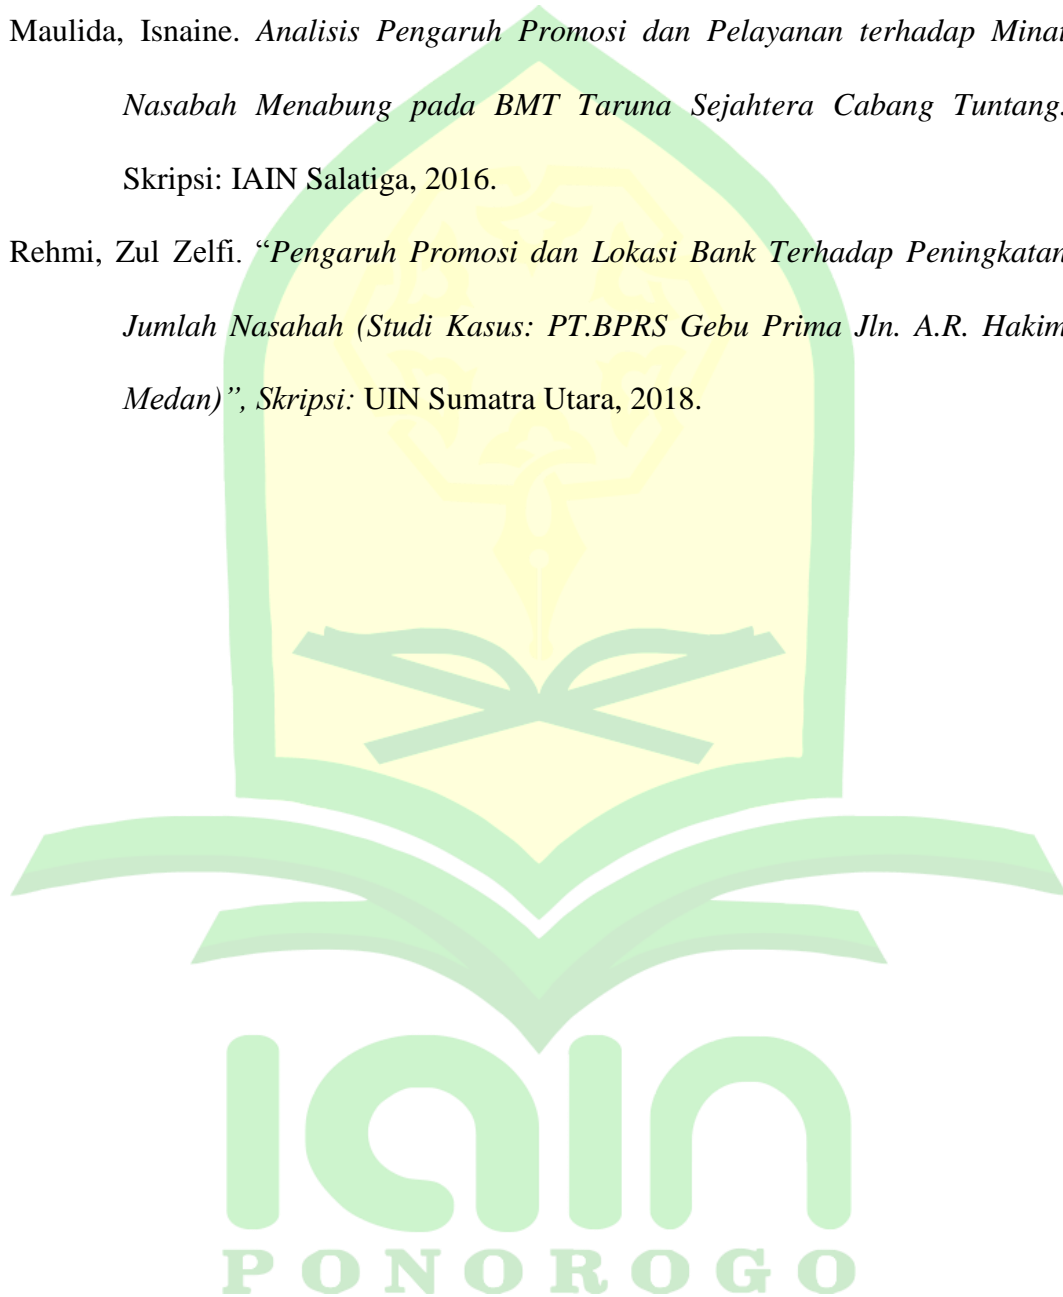 Maulida, Isnaine. Analisis Pengaruh Promosi dan Pelayanan terhadap Minat
Nasabah Menabung pada BMT Taruna Sejahtera Cabang Tuntang.
Skripsi: IAIN Salatiga, 2016.
Rehmi, Zul Zelfi. “Pengaruh Promosi dan Lokasi Bank Terhadap Peningkatan
Jumlah Nasahah (Studi Kasus: PT.BPRS Gebu Prima Jln. A.R. Hakim
Medan)”, Skripsi: UIN Sumatra Utara, 2018.
IAIN
PONOROGO